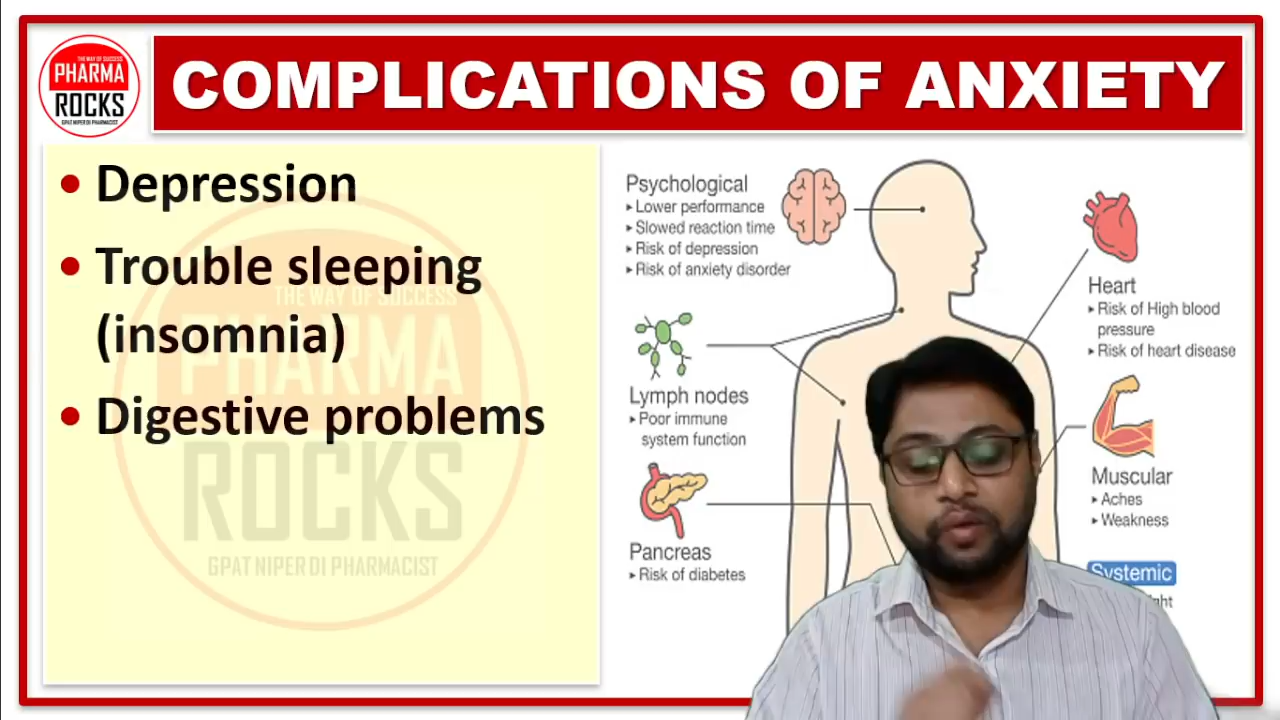 THE WAY OF SUCCESS
PHARMA
ROCKS
GPAT NIPER DI PHARMACIST
COMPLICATIONS OF ANXIETY
• Depression
• Trouble sleeping
(insomnia)
• Digestive problems
THE WAY OF SUCCESS
PHARMA
ROCKS
GPAT NIPER DI PHARMACIST
Psychological
▸ Lower performance
▸ Slowed reaction time
▸ Risk of depression
▸ Risk of anxiety disorder
Lymph nodes
▸ Poor immune
system function
Pancreas
▸ Risk of diabetes
Heart
▸ Risk of High blood
pressure
▸ Risk of heart disease
Muscular
▸ Aches
▸ Weakness
Systemic